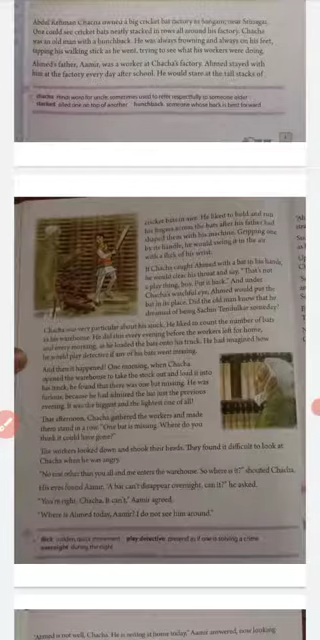 Abdul Rehman Chacha owned a big cricket bat factory in Sangam, near Srinagar.
One could see cricket bats neatly stacked in rows all around his factory. Chacha
was an old man with a hunchback. He was always frowning and always on his feet,
tapping his walking stick as he went, trying to see what his workers were doing.
Ahmed's father, Aamir, was a worker at Chacha's factory. Ahmed stayed with
him at the factory every day after school. He would stare at the tall stacks of
chacha Hindi word for uncle; sometimes used to refer respectfully to someone older
stacked piled one on top of another hunchback someone whose back is bent forward
cricket bats in awe. He liked to hold and run
his fingers across the bats after his father had
shaped them with his machine. Gripping one
by its handle, he would swing it in the air
with a flick of his wrist.
If Chacha caught Ahmed with a bat in his hands,
he would clear his throat and say, "That's not
a play thing, boy. Put it back." And under
Chacha's watchful eye, Ahmed would put the
bat in its place. Did the old man know that he
dreamed of being Sachin Tendulkar someday?
Chacha was very particular about his stock. He liked to count the number of bats
in his warehouse. He did this every evening before the workers left for home,
and every morning, as he loaded the bats onto his truck. He had imagined how
he would play detective if any of his bats went missing.
And then it happened! One morning, when Chacha
opened the warehouse to take the stock out and load it into
his truck, he found that there was one bat missing. He was
furious, because he had admired the bat just the previous
evening. It was the biggest and the lightest one of all!
That afternoon, Chacha gathered the workers and made
them stand in a row. "One bat is missing. Where do you
think it could have gone?"
The workers looked down and shook their heads. They found it difficult to look at
Chacha when he was angry.
"No one other than you all and me enters the warehouse. So where is it?" shouted Chacha.
His eyes found Aamir. "A bat can't disappear overnight, can it?" he asked.
"You're right, Chacha. It can't," Aamir agreed.
"Where is Ahmed today, Aamir? I do not see him around."
flick sudden, quick movement play detective pretend as if one is solving a crime
overnight during the night
"Ahmed is not well, Chacha. He is resting at home today," Aamir answered, now looking